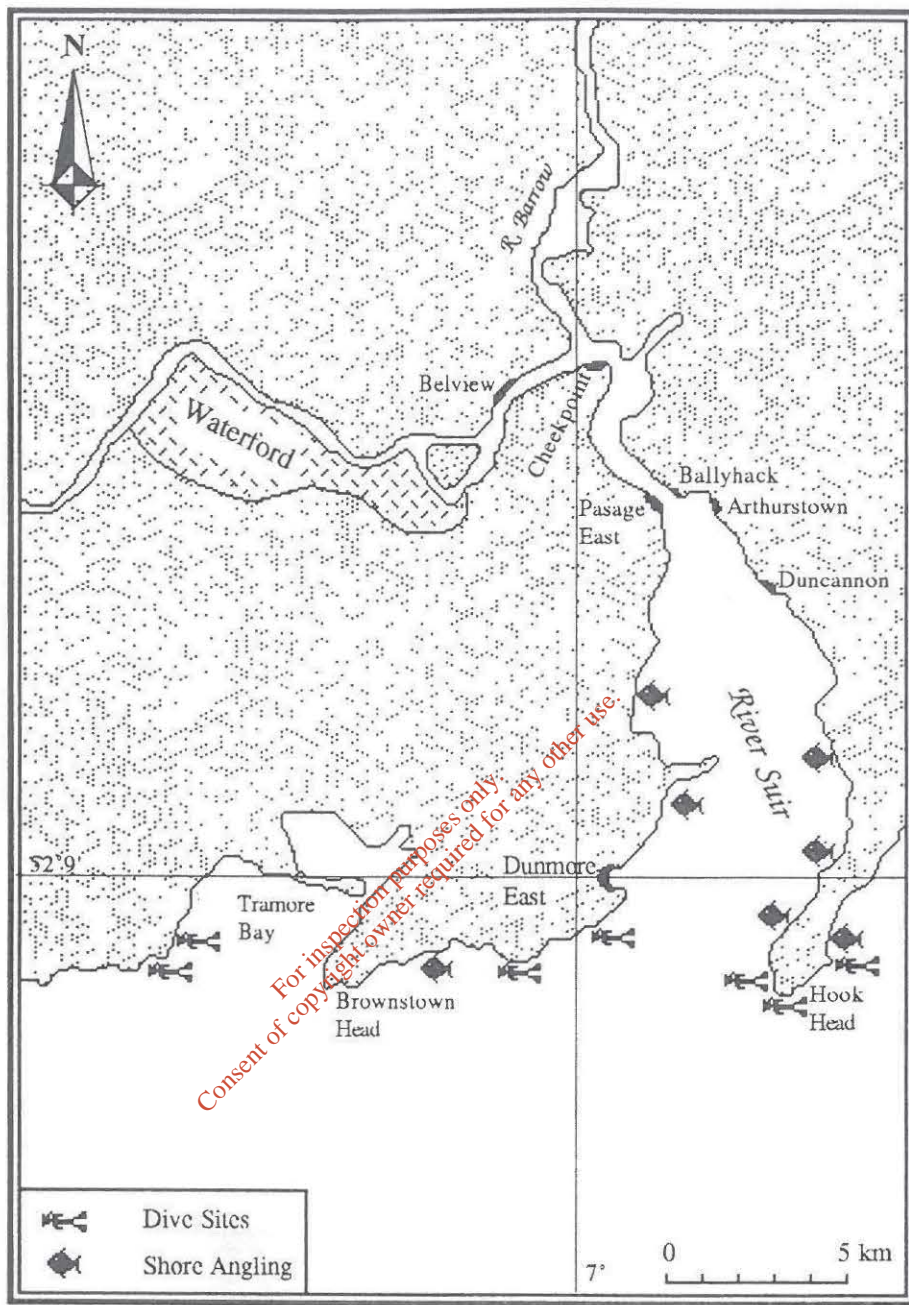 N
R. Barrow
Belview
Waterford
Cheekpoint
Ballyhack
Pasage
East
Arthurstown
Duncannon
River Suir
52°9
Dunmore
East
Tramore
Bay
Brownstown
Head
Hook
Head
For inspection purposes only.
Consent of copyright owner required for any other use.
Dive Sites
Shore Angling
7°
0 5 km